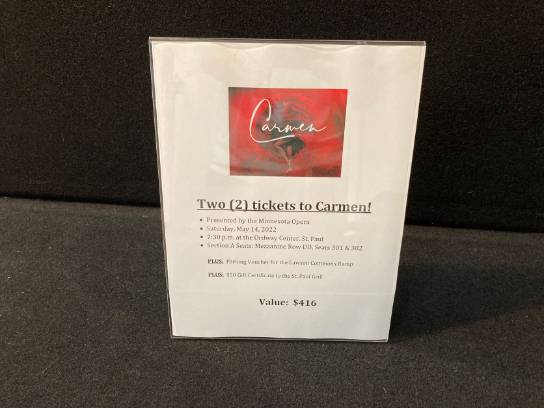 Carmen
Two (2) tickets to Carmen!
• Presented by the Minnesota Opera
• Saturday, May 14, 2022
• 7:30 p.m. at the Ordway Center, St. Paul
• Section A Seats: Mezzanine Row DD, Seats 301 & 302
PLUS: Parking Voucher for the Lawson Commons Ramp
PLUS: $50 Gift Certificate to the St. Paul Grill
Value: $416